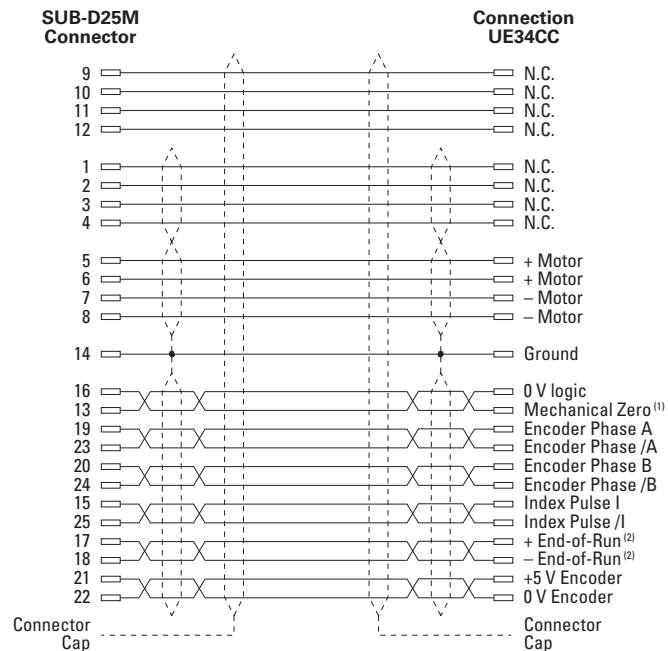 SUB-D25M Connector
Connection UE34CC
9 N.C.
10 N.C.
11 N.C.
12 N.C.
1 N.C.
2 N.C.
3 N.C.
4 N.C.
5 + Motor
6 + Motor
7 – Motor
8 – Motor
14 Ground
16 0 V logic
13 Mechanical Zero (1)
19 Encoder Phase A
23 Encoder Phase /A
20 Encoder Phase B
24 Encoder Phase /B
15 Index Pulse I
25 Index Pulse /I
17 + End-of-Run (2)
18 – End-of-Run (2)
21 +5 V Encoder
22 0 V Encoder
Connector Cap
Connector Cap